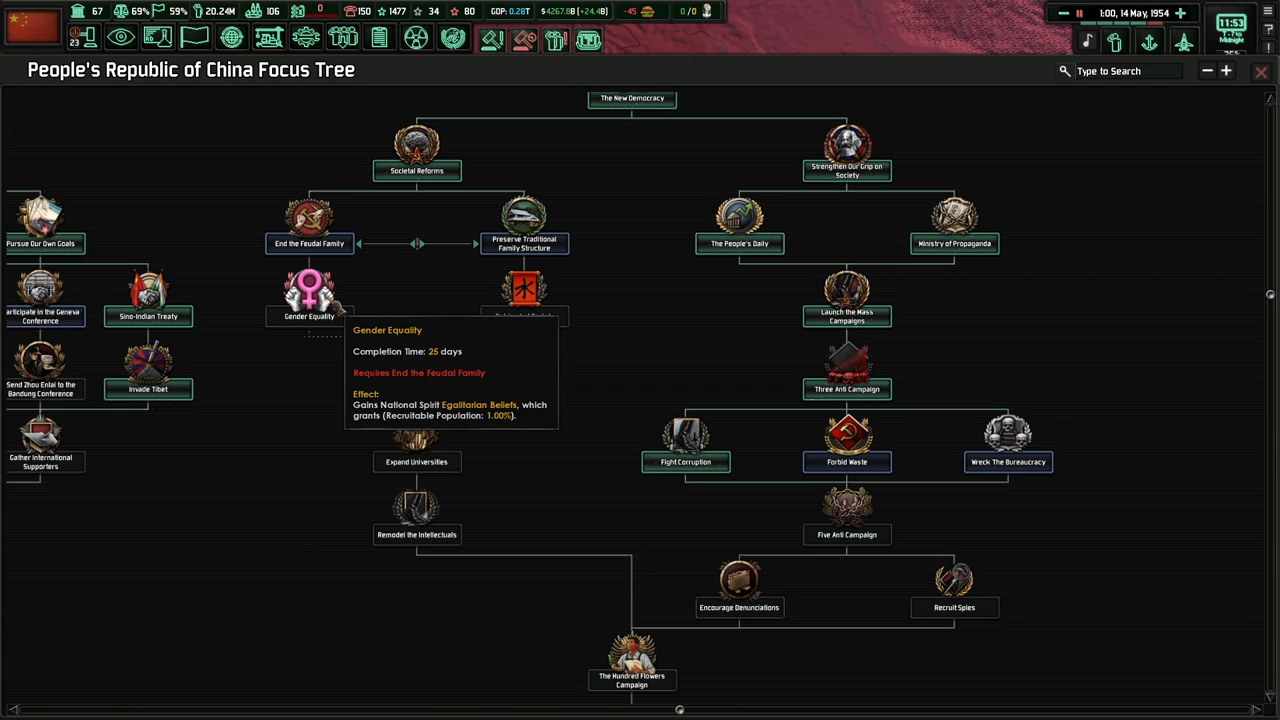 67 69% 59% 20.24M 106 0 150 1477 34 80 GDP: 0.28T $4267.8B (+24.4B) -45 0/0 1:00, 14 May, 1954 11:53
23 Midnight
People's Republic of China Focus Tree Type to Search
The New Democracy
Societal Reforms
Strengthen Our Grip on
Society
Pursue Our Own Goals
End the Feudal Family
Preserve Traditional
Family Structure
The People's Daily
Ministry of Propaganda
articipate in the Geneva
Conference
Sino-Indian Treaty
Gender Equality
Launch the Mass
Campaigns
Gender Equality
Completion Time: 25 days
Requires End the Feudal Family
Effect:
Gains National Spirit Egalitarian Beliefs, which
grants (Recruitable Population: 1.00%).
Send Zhou Enlai to the
Bandung Conference
Invade Tibet
Three Anti Campaign
Gather International
Supporters
Expand Universities
Fight Corruption
Forbid Waste
Wreck The Bureaucracy
Remodel the Intellectuals
Five Anti Campaign
Encourage Denunciations
Recruit Spies
The Hundred Flowers
Campaign